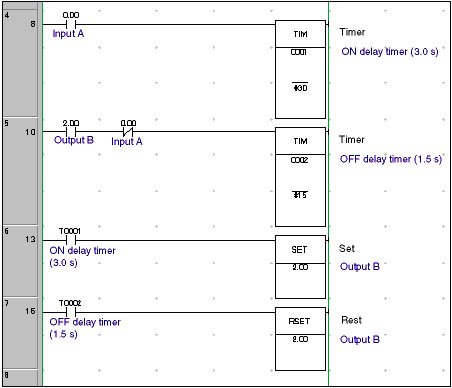 4
8
0.00
Input A
TIM
0001
#30
Timer
ON delay timer (3.0 s)
5
10
2.00
Output B
0.00
Input A
TIM
0002
#15
Timer
OFF delay timer (1.5 s)
6
13
T0001
ON delay timer
(3.0 s)
SET
2.00
Set
Output B
7
15
T0002
OFF delay timer
(1.5 s)
RSET
2.00
Rest
Output B
8